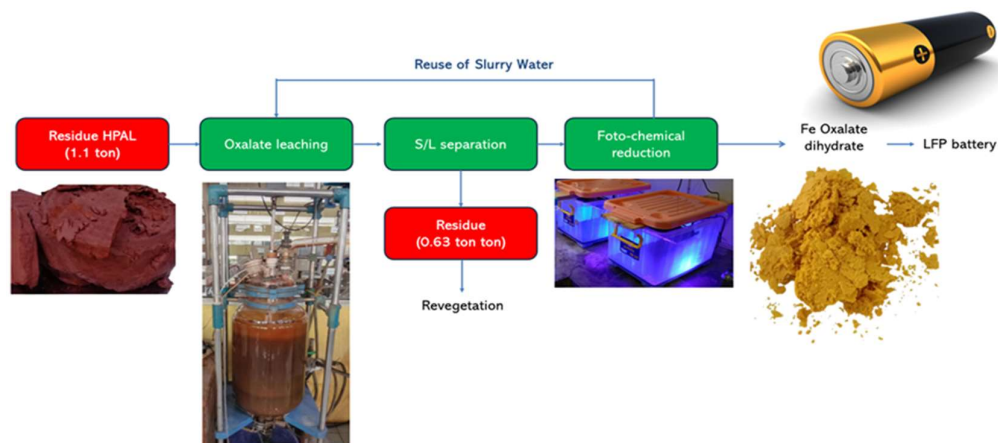 Reuse of Slurry Water
Residue HPAL
(1.1 ton)
Oxalate leaching
S/L separation
Foto-chemical
reduction
Fe Oxalate
dihydrate
LFP battery
Residue
(0.63 ton ton)
Revegetation